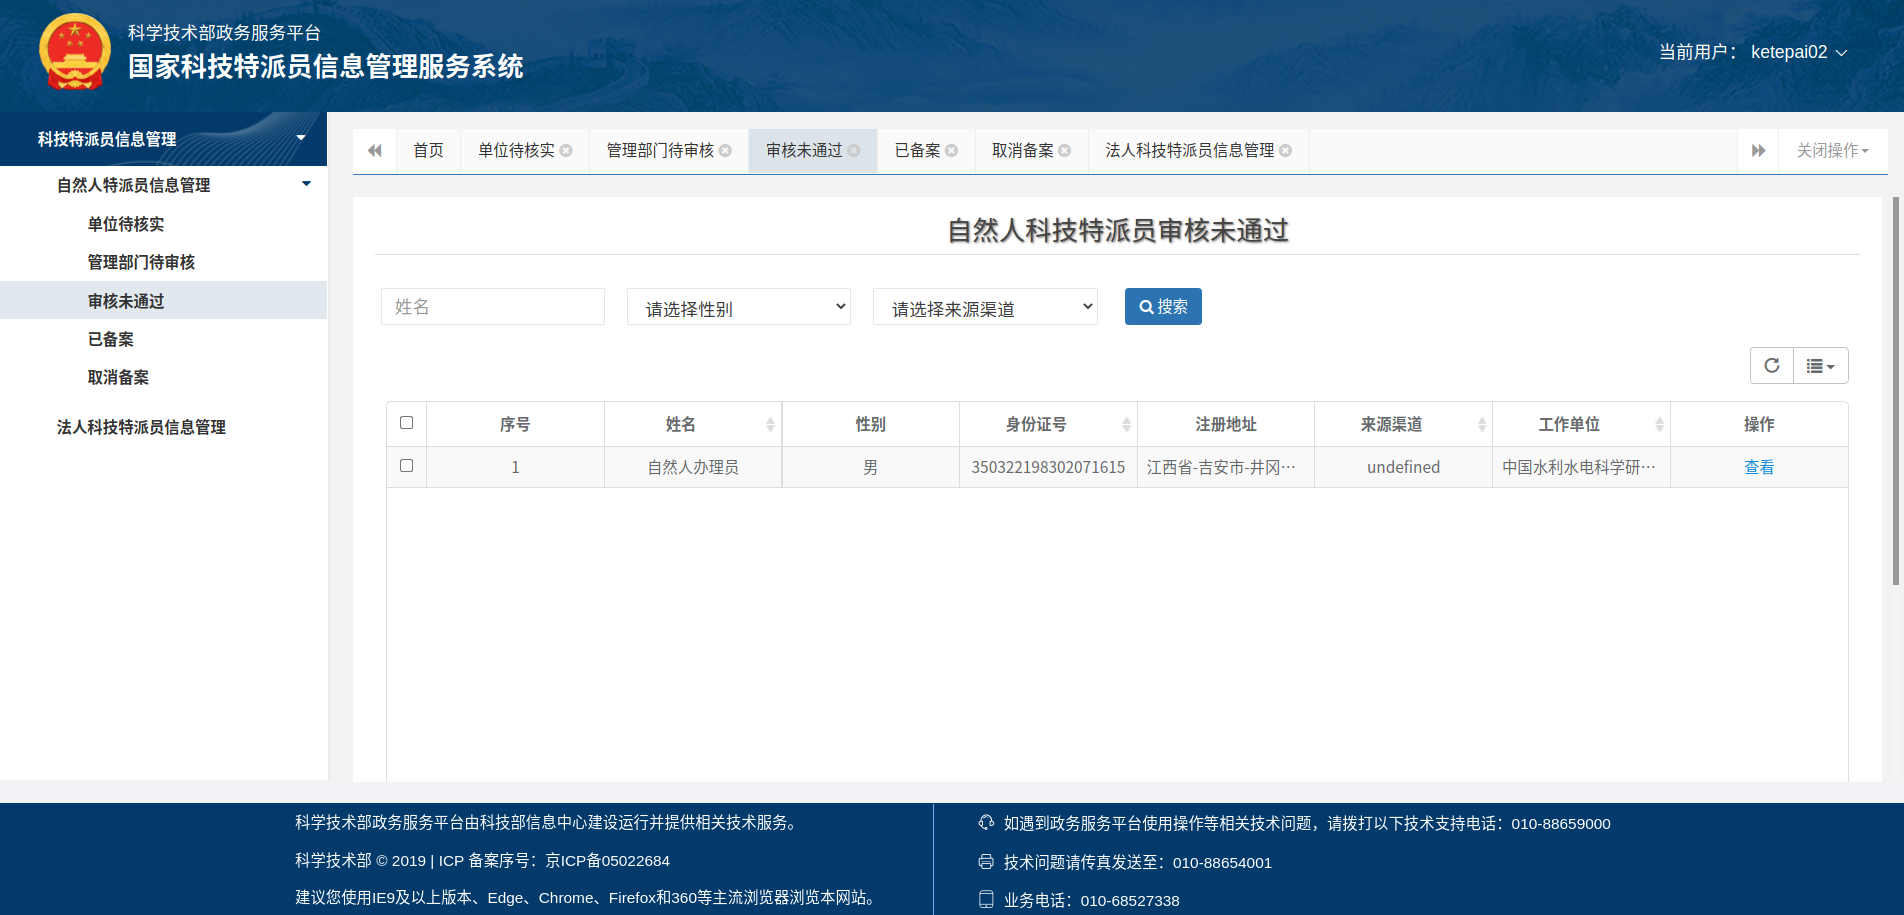 科学技术部政务服务平台
国家科技特派员信息管理服务系统
当前用户： ketepai02
科技特派员信息管理
自然人特派员信息管理
单位待核实
管理部门待审核
审核未通过
已备案
取消备案
法人科技特派员信息管理
首页 单位待核实 管理部门待审核 审核未通过 已备案 取消备案 法人科技特派员信息管理 关闭操作
自然人科技特派员审核未通过
姓名 请选择性别 请选择来源渠道 搜索
序号 姓名 性别 身份证号 注册地址 来源渠道 工作单位 操作
1 自然人办理员 男 350322198302071615 江西省-吉安市-井冈… undefined 中国水利水电科学研… 查看
科学技术部政务服务平台由科技部信息中心建设运行并提供相关技术服务。
科学技术部 © 2019 | ICP 备案序号：京ICP备05022684
建议您使用IE9及以上版本、Edge、Chrome、Firefox和360等主流浏览器浏览本网站。
如遇到政务服务平台使用操作等相关技术问题，请拨打以下技术支持电话：010-88659000
技术问题请传真发送至：010-88654001
业务电话：010-68527338